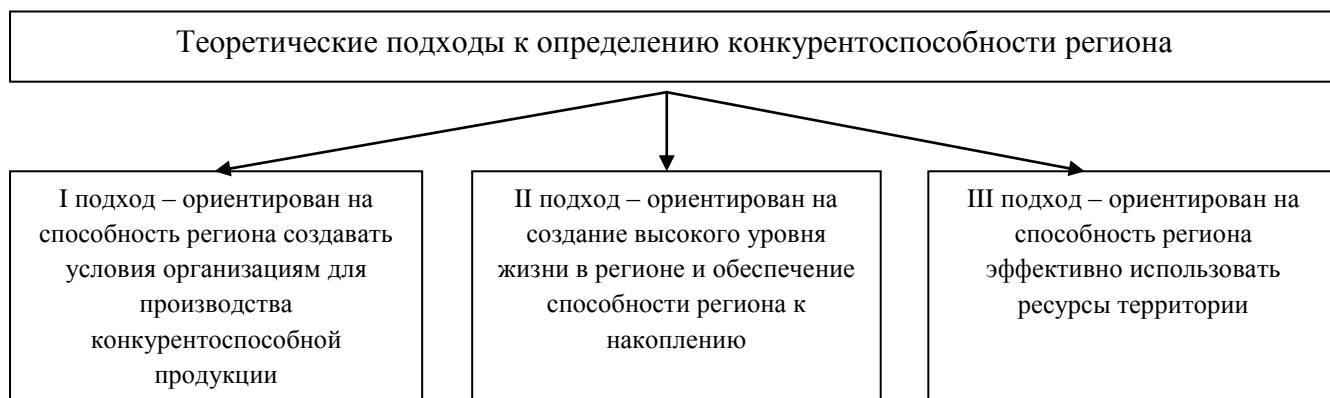 Теоретические подходы к определению конкурентоспособности региона
I подход – ориентирован на
способность региона создавать
условия организациям для
производства
конкурентоспособной
продукции
II подход – ориентирован на
создание высокого уровня
жизни в регионе и обеспечение
способности региона к
накоплению
III подход – ориентирован на
способность региона
эффективно использовать
ресурсы территории